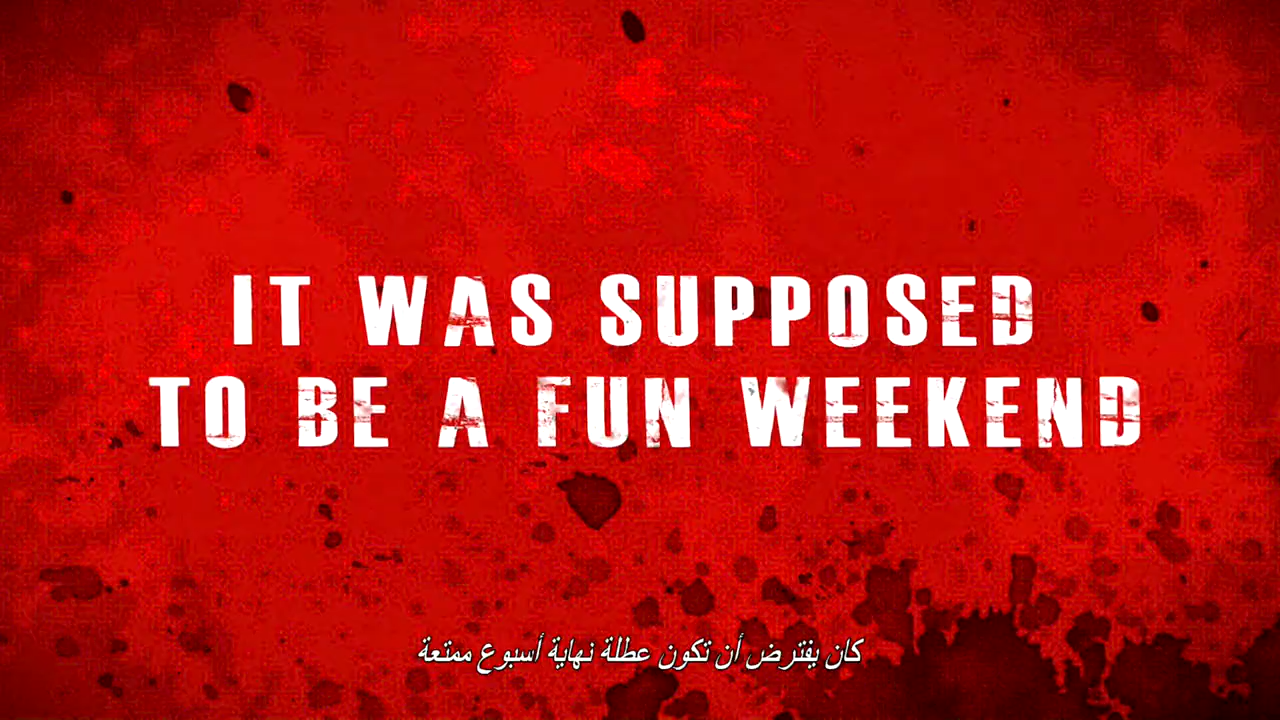 IT WAS SUPPOSED
TO BE A FUN WEEKEND
كان يفترض أن تكون عطلة نهاية أسبوع ممتعة